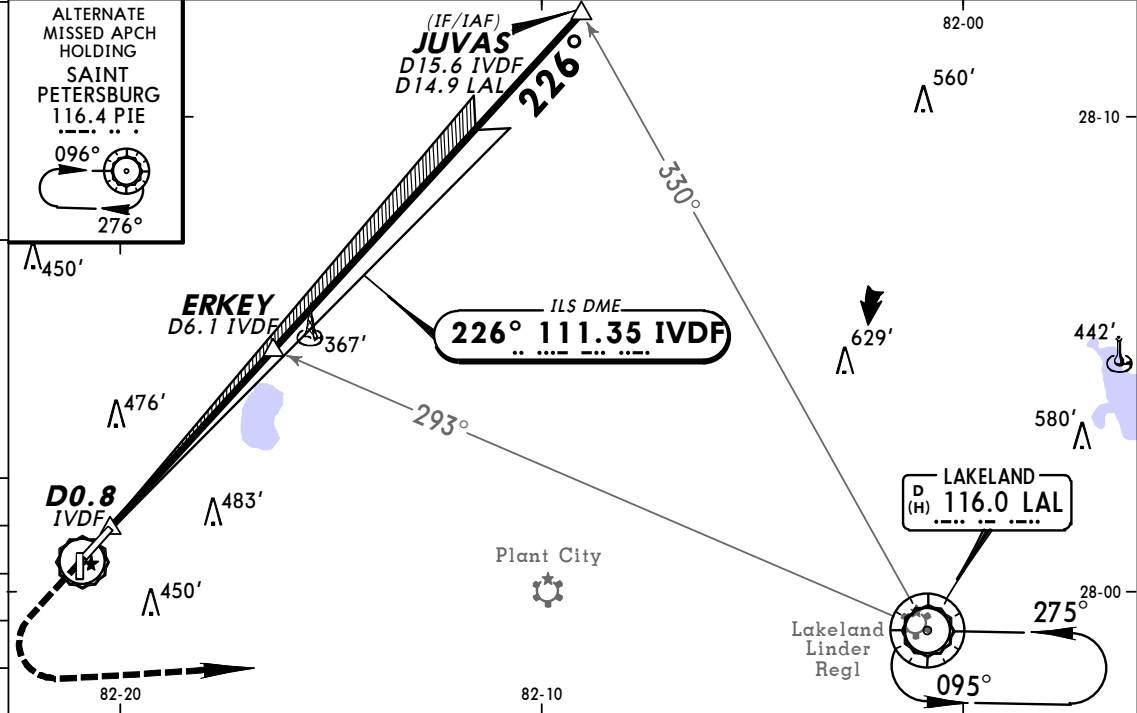 ALTERNATE
MISSED APCH
HOLDING
SAINT
PETERSBURG
116.4 PIE
096°
276°
(IF/IAF)
JUVAS
D15.6 IVDF
D14.9 LAL
226°
82-00
560'
28-10
330°
450'
ERKEY
D6.1 IVDF
367'
ILS DME
226° 111.35 IVDF
629'
442'
476'
293°
580'
D0.8
IVDF
483'
LAKELAND
D
(H) 116.0 LAL
Plant City
450'
28-00
275°
Lakeland
Linder
Regl
095°
82-20
82-10